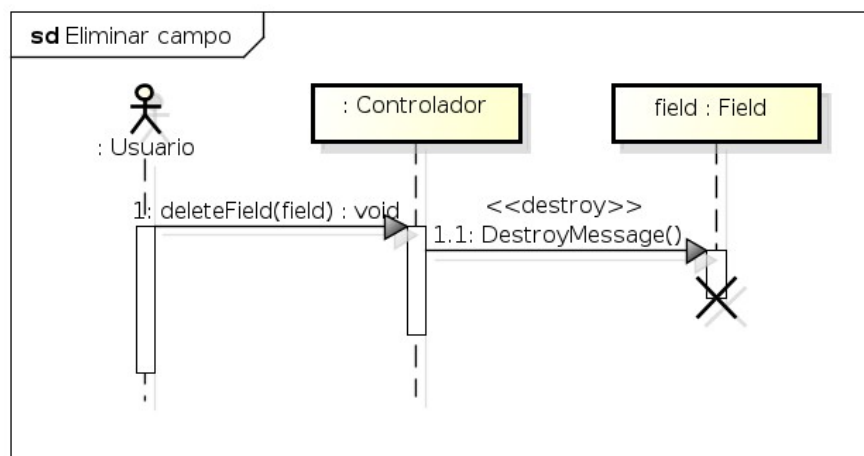 sd Eliminar campo
: Usuario
: Controlador
field : Field
1: deleteField(field) : void
<<destroy>>
1.1: DestroyMessage()